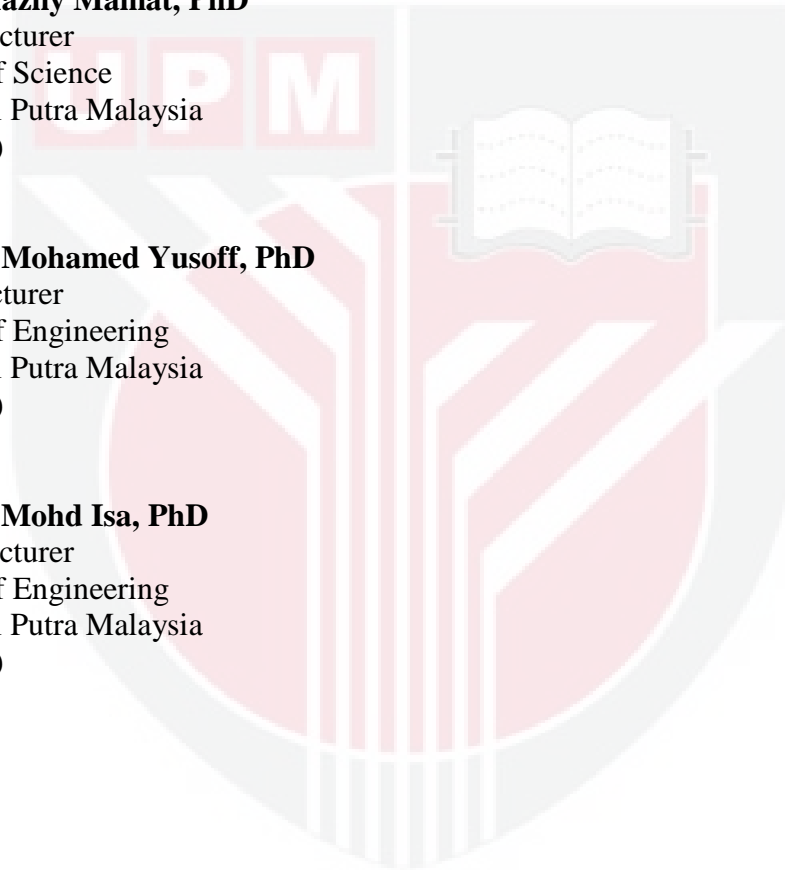 Mamat, PhD
cturer
f Science
Putra Malaysia
)
UPM
Mohamed Yusoff, PhD
cturer
f Engineering
Putra Malaysia
)
Mohd Isa, PhD
cturer
f Engineering
Putra Malaysia
)